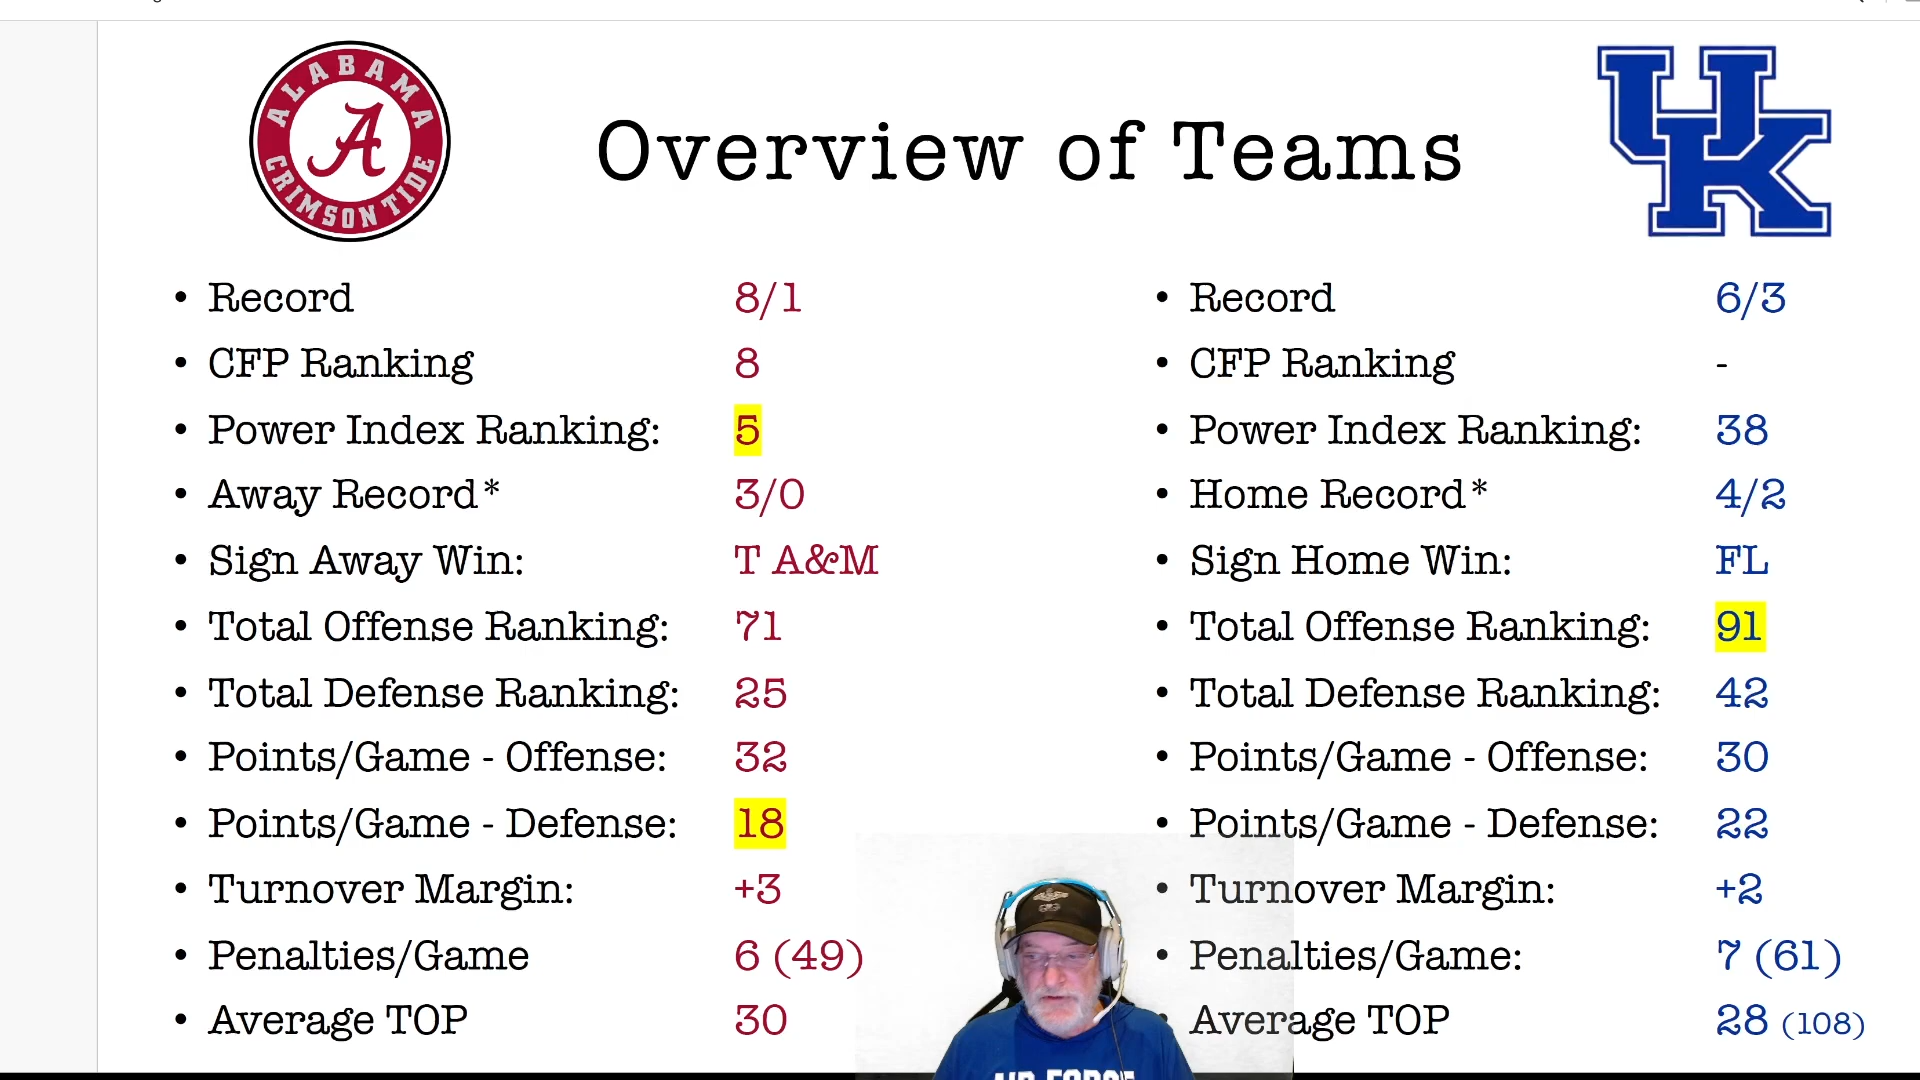 ALABAMA
A
CRIMSON TIDE
Overview of Teams
UK
• Record 8/1
• CFP Ranking 8
• Power Index Ranking: 5
• Away Record* 3/0
• Sign Away Win: T A&M
• Total Offense Ranking: 71
• Total Defense Ranking: 25
• Points/Game - Offense: 32
• Points/Game - Defense: 18
• Turnover Margin: +3
• Penalties/Game 6 (49)
• Average TOP 30
• Record 6/3
• CFP Ranking -
• Power Index Ranking: 38
• Home Record* 4/2
• Sign Home Win: FL
• Total Offense Ranking: 91
• Total Defense Ranking: 42
• Points/Game - Offense: 30
• Points/Game - Defense: 22
• Turnover Margin: +2
• Penalties/Game: 7 (61)
• Average TOP 28 (108)
AIR FORCE